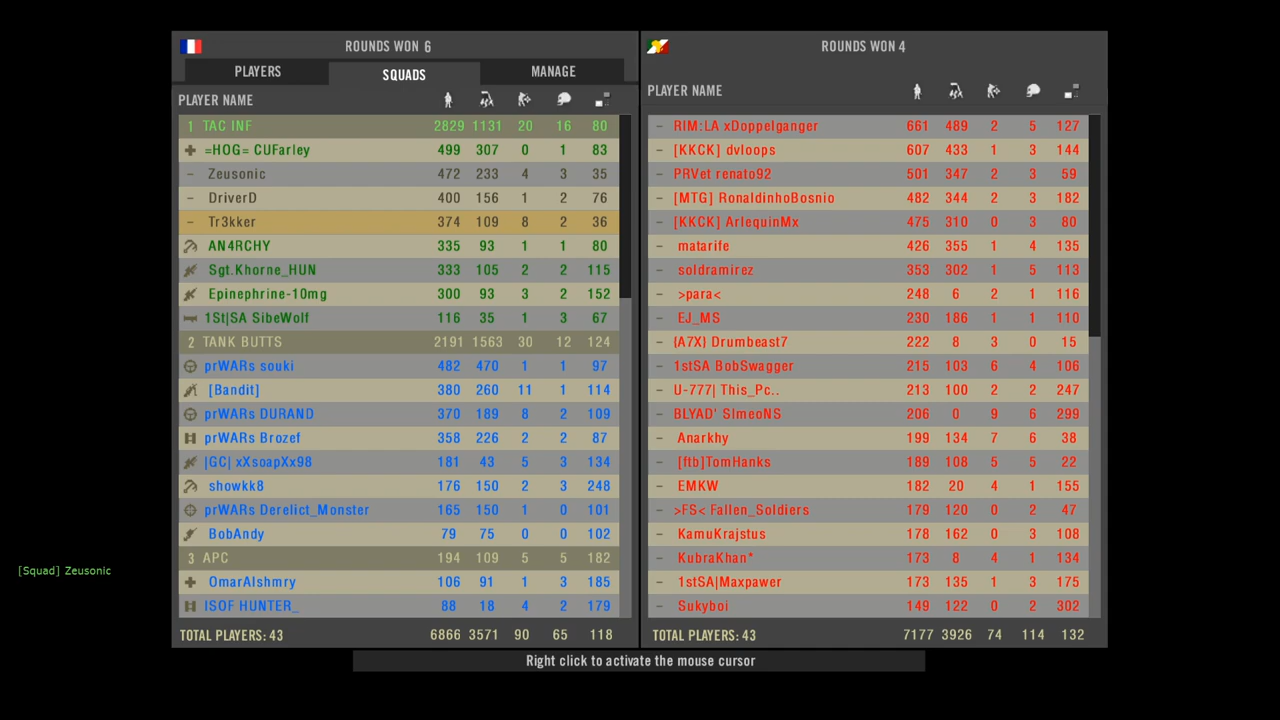 ROUNDS WON 6
PLAYERS SQUADS MANAGE
PLAYER NAME
1 TAC INF 2829 1131 20 16 80
=HOG= CUFarley 499 307 0 1 83
- Zeusonic 472 233 4 3 35
- DriverD 400 156 1 2 76
- Tr3kker 374 109 8 2 36
AN4RCHY 335 93 1 1 80
Sgt.Khorne_HUN 333 105 2 2 115
Epinephrine-10mg 300 93 3 2 152
1St|SA SibeWolf 116 35 1 3 67
2 TANK BUTTS 2191 1563 30 12 124
prWARs souki 482 470 1 1 97
[Bandit] 380 260 11 1 114
prWARs DURAND 370 189 8 2 109
prWARs Brozef 358 226 2 2 87
|GC| xXsoapXx98 181 43 5 3 134
showkk8 176 150 2 3 248
prWARs Derelict_Monster 165 150 1 0 101
BobAndy 79 75 0 0 102
3 APC 194 109 5 5 182
OmarAlshmry 106 91 1 3 185
ISOF HUNTER_ 88 18 4 2 179
TOTAL PLAYERS: 43 6866 3571 90 65 118
ROUNDS WON 4
PLAYER NAME
- RIM:LA xDoppelganger 661 489 2 5 127
- [KKCK] dvloops 607 433 1 3 144
- PRVet renato92 501 347 2 3 59
- [MTG] RonaldinhoBosnio 482 344 2 3 182
- [KKCK] ArlequinMx 475 310 0 3 80
- matarife 426 355 1 4 135
- soldramirez 353 302 1 5 113
- >para< 248 6 2 1 116
- EJ_MS 230 186 1 1 110
- {A7X} Drumbeast7 222 8 3 0 15
- 1stSA BobSwagger 215 103 6 4 106
- U-777| This_Pc.. 213 100 2 2 247
- BLYAD' SlmeoNS 206 0 9 6 299
- Anarkhy 199 134 7 6 38
- [ftb]TomHanks 189 108 5 5 22
- EMKW 182 20 4 1 155
- >FS< Fallen_Soldiers 179 120 0 2 47
- KamuKrajstus 178 162 0 3 108
- KubraKhan* 173 8 4 1 134
- 1stSA|Maxpawer 173 135 1 3 175
- Sukyboi 149 122 0 2 302
TOTAL PLAYERS: 43 7177 3926 74 114 132
[Squad] Zeusonic
Right click to activate the mouse cursor